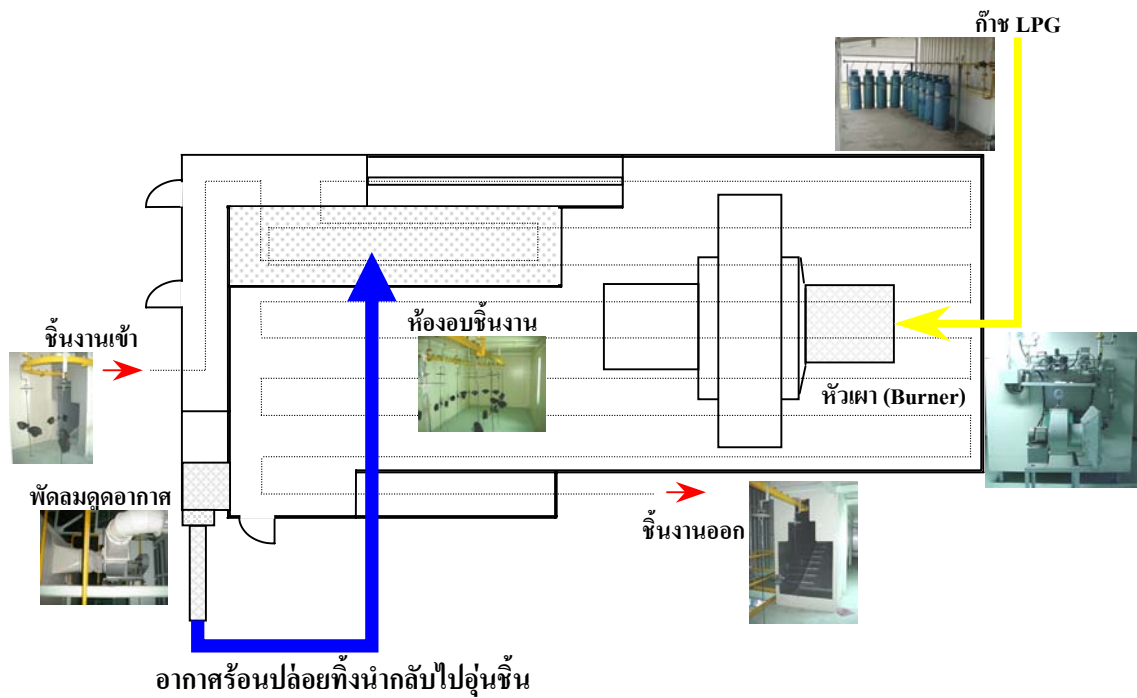 ก๊าซ LPG
ชิ้นงานเข้า
ห้องอบชิ้นงาน
หัวเผา (Burner)
พัดลมดูดอากาศ
ชิ้นงานออก
อากาศร้อนปล่อยทิ้งนำกลับไปอุ่นชิ้น